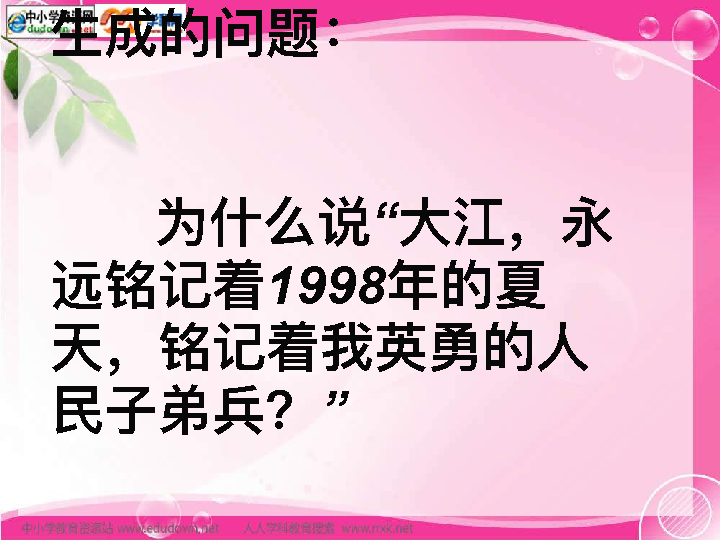 中小学教育资源网
dudown.net
生成的问题：
为什么说“大江，永
远铭记着1998年的夏
天，铭记着我英勇的人
民子弟兵？”
中小学教育资源站 www.edudown.net 人人学科教育搜索 www.rrxk.net